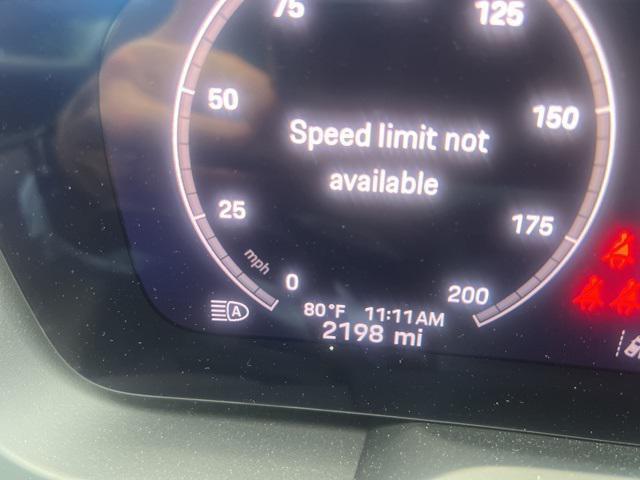 75
125
50
150
Speed limit not
available
25
175
mph
0
200
A
80°F 11:11AM
2198 mi